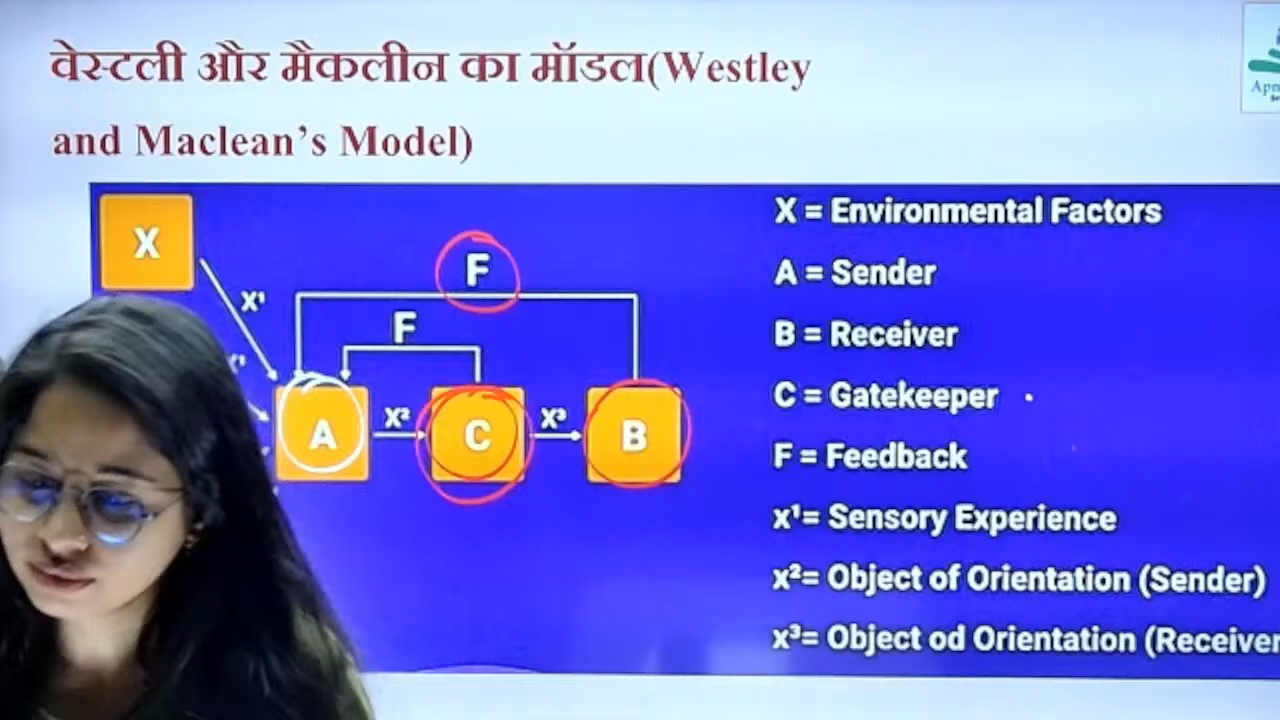 वेस्टली और मैकलीन का मॉडल(Westley
and Maclean’s Model)
X
X¹
F
F
A
X²
C
X³
B
X = Environmental Factors
A = Sender
B = Receiver
C = Gatekeeper
F = Feedback
x¹= Sensory Experience
x²= Object of Orientation (Sender)
x³= Object od Orientation (Receiver